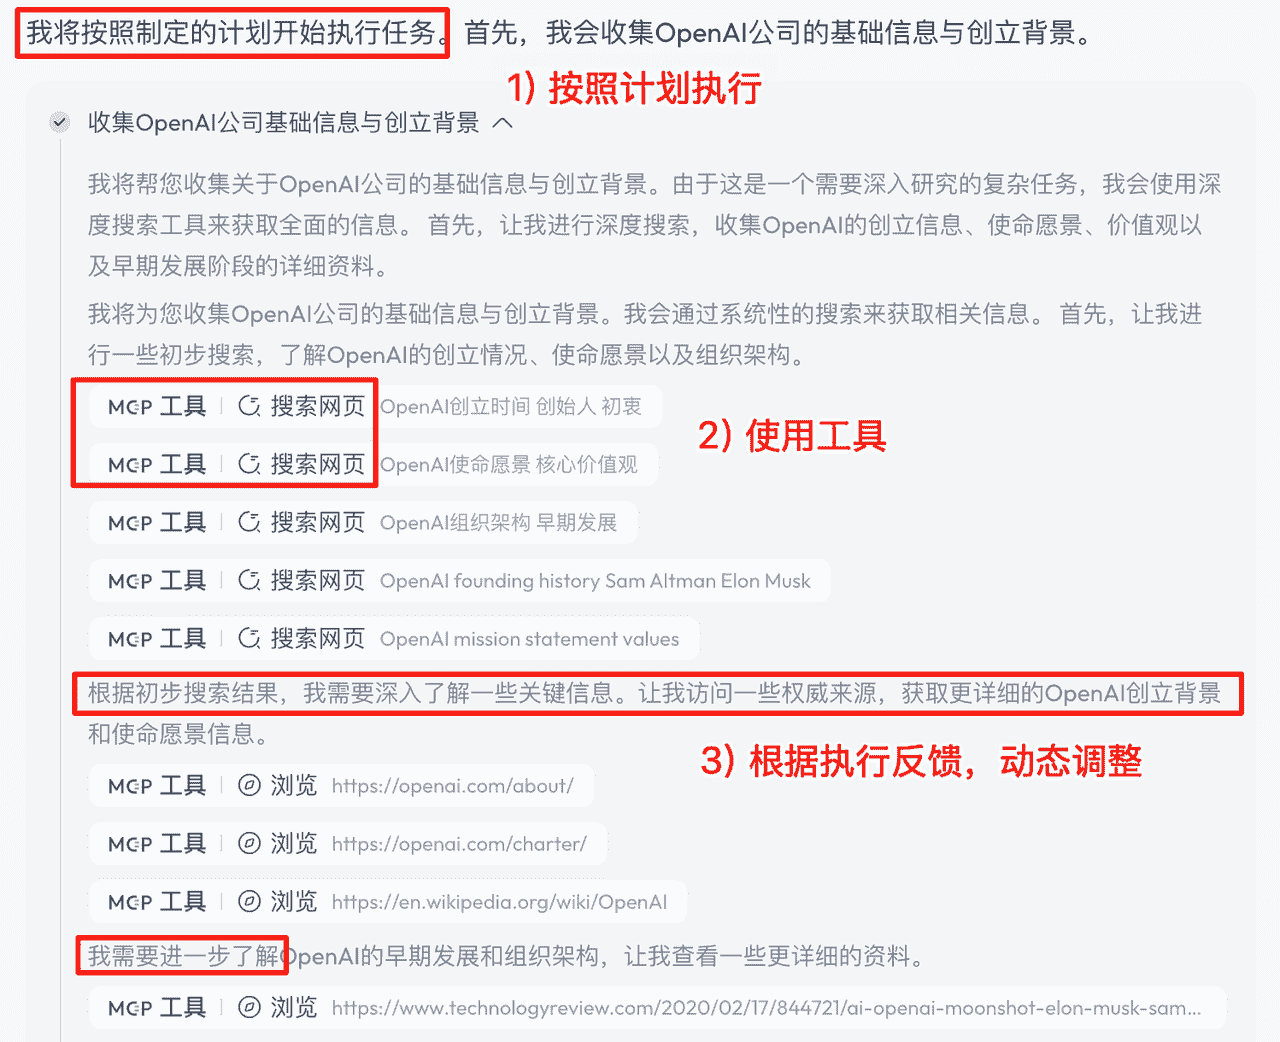 我将按照制定的计划开始执行任务。首先，我会收集OpenAI公司的基础信息与创立背景。
1）按照计划执行
收集OpenAI公司基础信息与创立背景
我将帮您收集关于OpenAI公司的基础信息与创立背景。由于这是一个需要深入研究的复杂任务，我会使用深
度搜索工具来获取全面的信息。 首先，让我进行深度搜索，收集OpenAI的创立信息、使命愿景、价值观以
及早期发展阶段的详细资料。
我将为您收集OpenAI公司的基础信息与创立背景。我会通过系统性的搜索来获取相关信息。 首先，让我进
行一些初步搜索，了解OpenAI的创立情况、使命愿景以及组织架构。
MCP 工具 搜索网页 OpenAI创立时间 创始人 初衷
2）使用工具
MCP 工具 搜索网页 OpenAI使命愿景 核心价值观
MCP 工具 搜索网页 OpenAI组织架构 早期发展
MCP 工具 搜索网页 OpenAI founding history Sam Altman Elon Musk
MCP 工具 搜索网页 OpenAI mission statement values
根据初步搜索结果，我需要深入了解一些关键信息。让我访问一些权威来源，获取更详细的OpenAI创立背景
和使命愿景信息。
3）根据执行反馈，动态调整
MCP 工具 浏览 https://openai.com/about/
MCP 工具 浏览 https://openai.com/charter/
MCP 工具 浏览 https://en.wikipedia.org/wiki/OpenAI
我需要进一步了解OpenAI的早期发展和组织架构，让我查看一些更详细的资料。
MCP 工具 浏览 https://www.technologyreview.com/2020/02/17/844721/ai-openai-moonshot-elon-musk-sam...